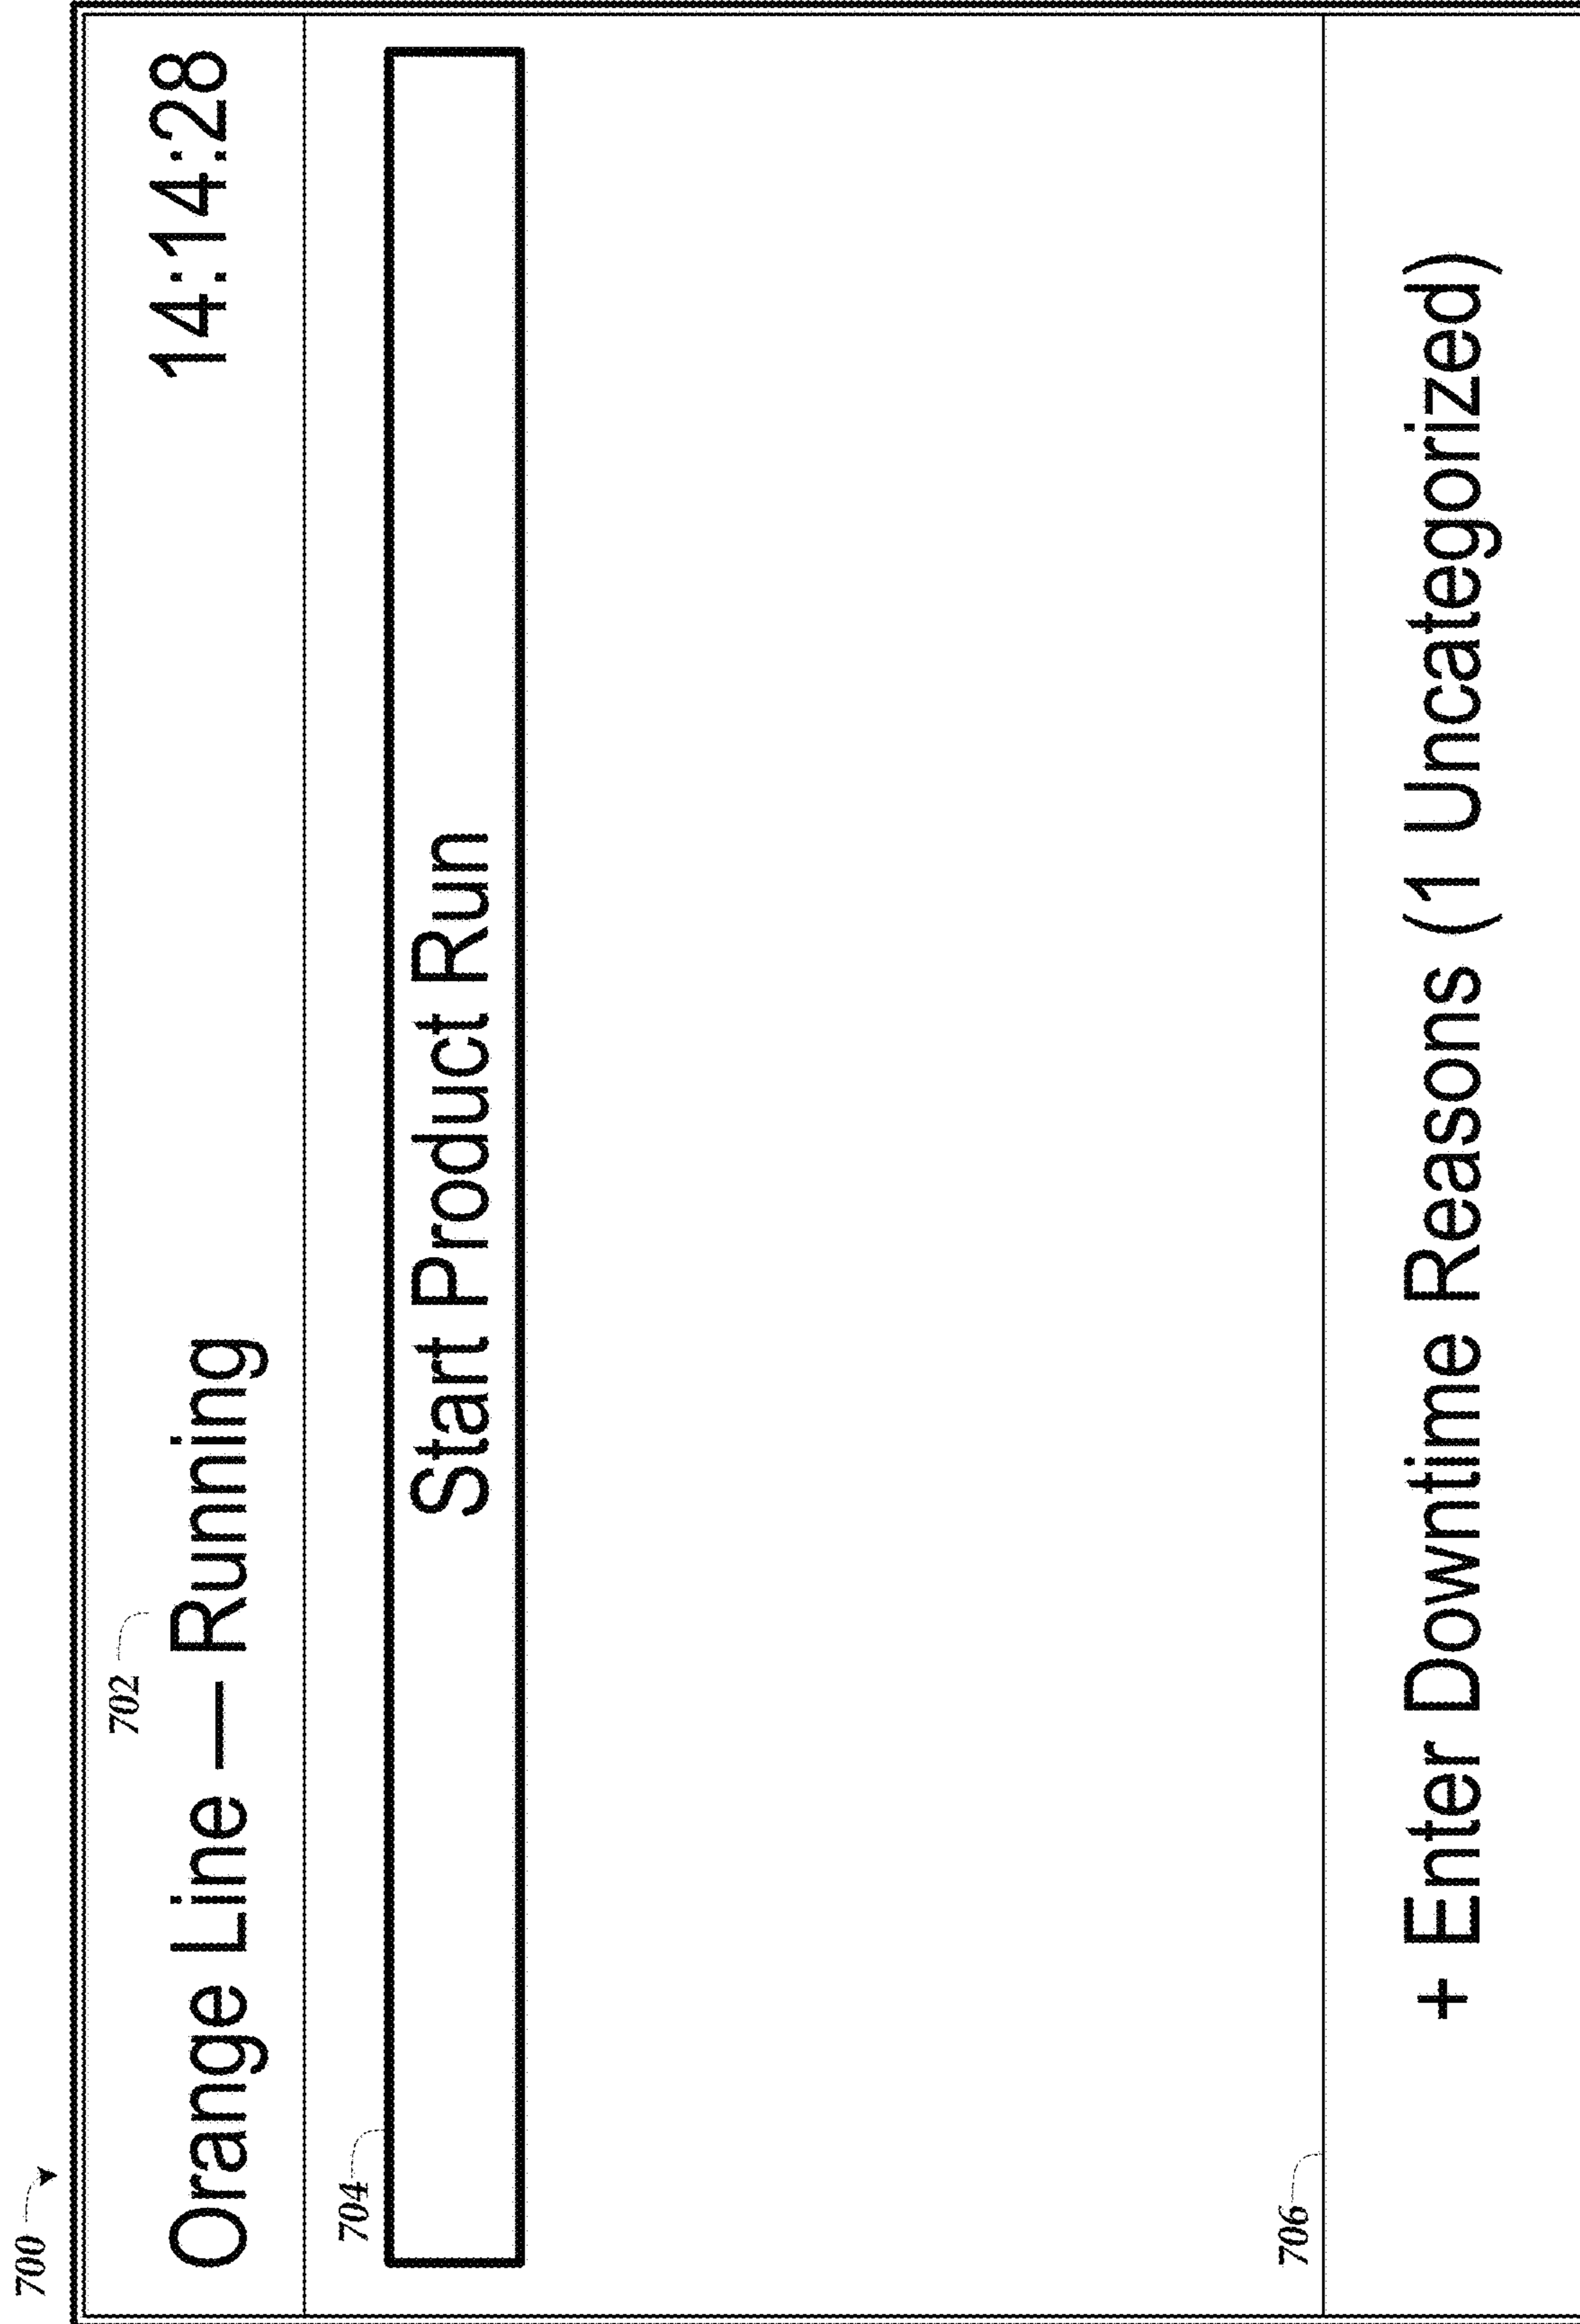 700
702
Orange Line — Running 14:14:28
704
Start Product Run
706
+ Enter Downtime Reasons (1 Uncategorized)